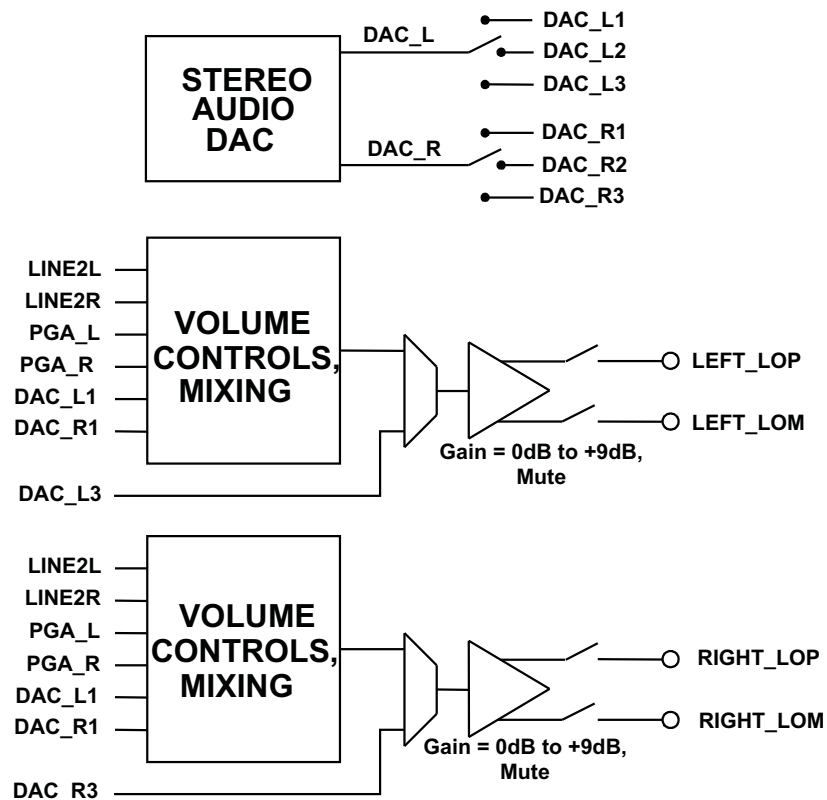 DAC_L
DAC_L1
DAC_L2
DAC_L3
STEREO
AUDIO
DAC
DAC_R
DAC_R1
DAC_R2
DAC_R3
LINE2L
LINE2R
PGA_L
PGA_R
DAC_L1
DAC_R1
DAC_L3
VOLUME
CONTROLS,
MIXING
Gain = 0dB to +9dB,
Mute
LEFT_LOP
LEFT_LOM
LINE2L
LINE2R
PGA_L
PGA_R
DAC_L1
DAC_R1
DAC_R3
VOLUME
CONTROLS,
MIXING
Gain = 0dB to +9dB,
Mute
RIGHT_LOP
RIGHT_LOM